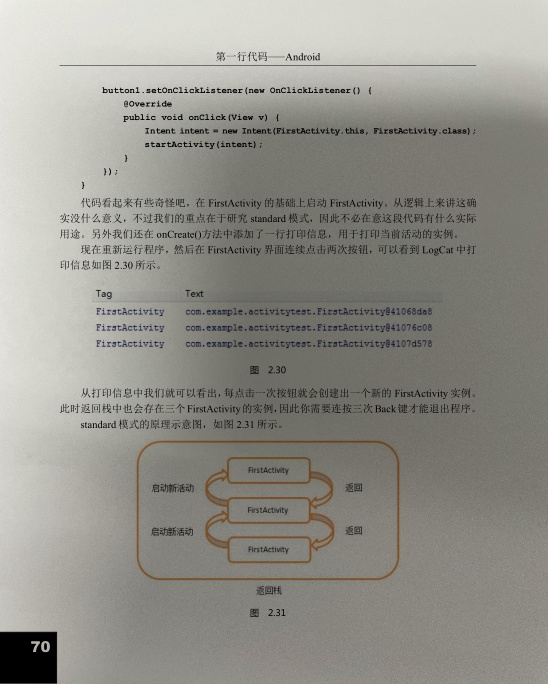 第一行代码——Android
button1.setOnClickListener(new OnClickListener() {
@Override
public void onClick(View v) {
Intent intent = new Intent(FirstActivity.this, FirstActivity.class);
startActivity(intent);
}
});
}
代码看起来有些奇怪吧，在 FirstActivity 的基础上启动 FirstActivity。从逻辑上来讲这确
实没什么意义，不过我们的重点在于研究 standard 模式，因此不必在意这段代码有什么实际
用途。另外我们还在 onCreate()方法中添加了一行打印信息，用于打印当前活动的实例。
现在重新运行程序，然后在 FirstActivity 界面连续点击两次按钮，可以看到 LogCat 中打
印信息如图 2.30 所示。
Tag Text
FirstActivity com.example.activitytest.FirstActivity@41068da8
FirstActivity com.example.activitytest.FirstActivity@41076c08
FirstActivity com.example.activitytest.FirstActivity@4107d578
图 2.30
从打印信息中我们就可以看出，每点击一次按钮就会创建出一个新的 FirstActivity 实例。
此时返回栈中也会存在三个 FirstActivity 的实例，因此你需要连按三次 Back 键才能退出程序。
standard 模式的原理示意图，如图 2.31 所示。
FirstActivity
启动新活动 返回
FirstActivity
启动新活动 返回
FirstActivity
返回栈
图 2.31
70